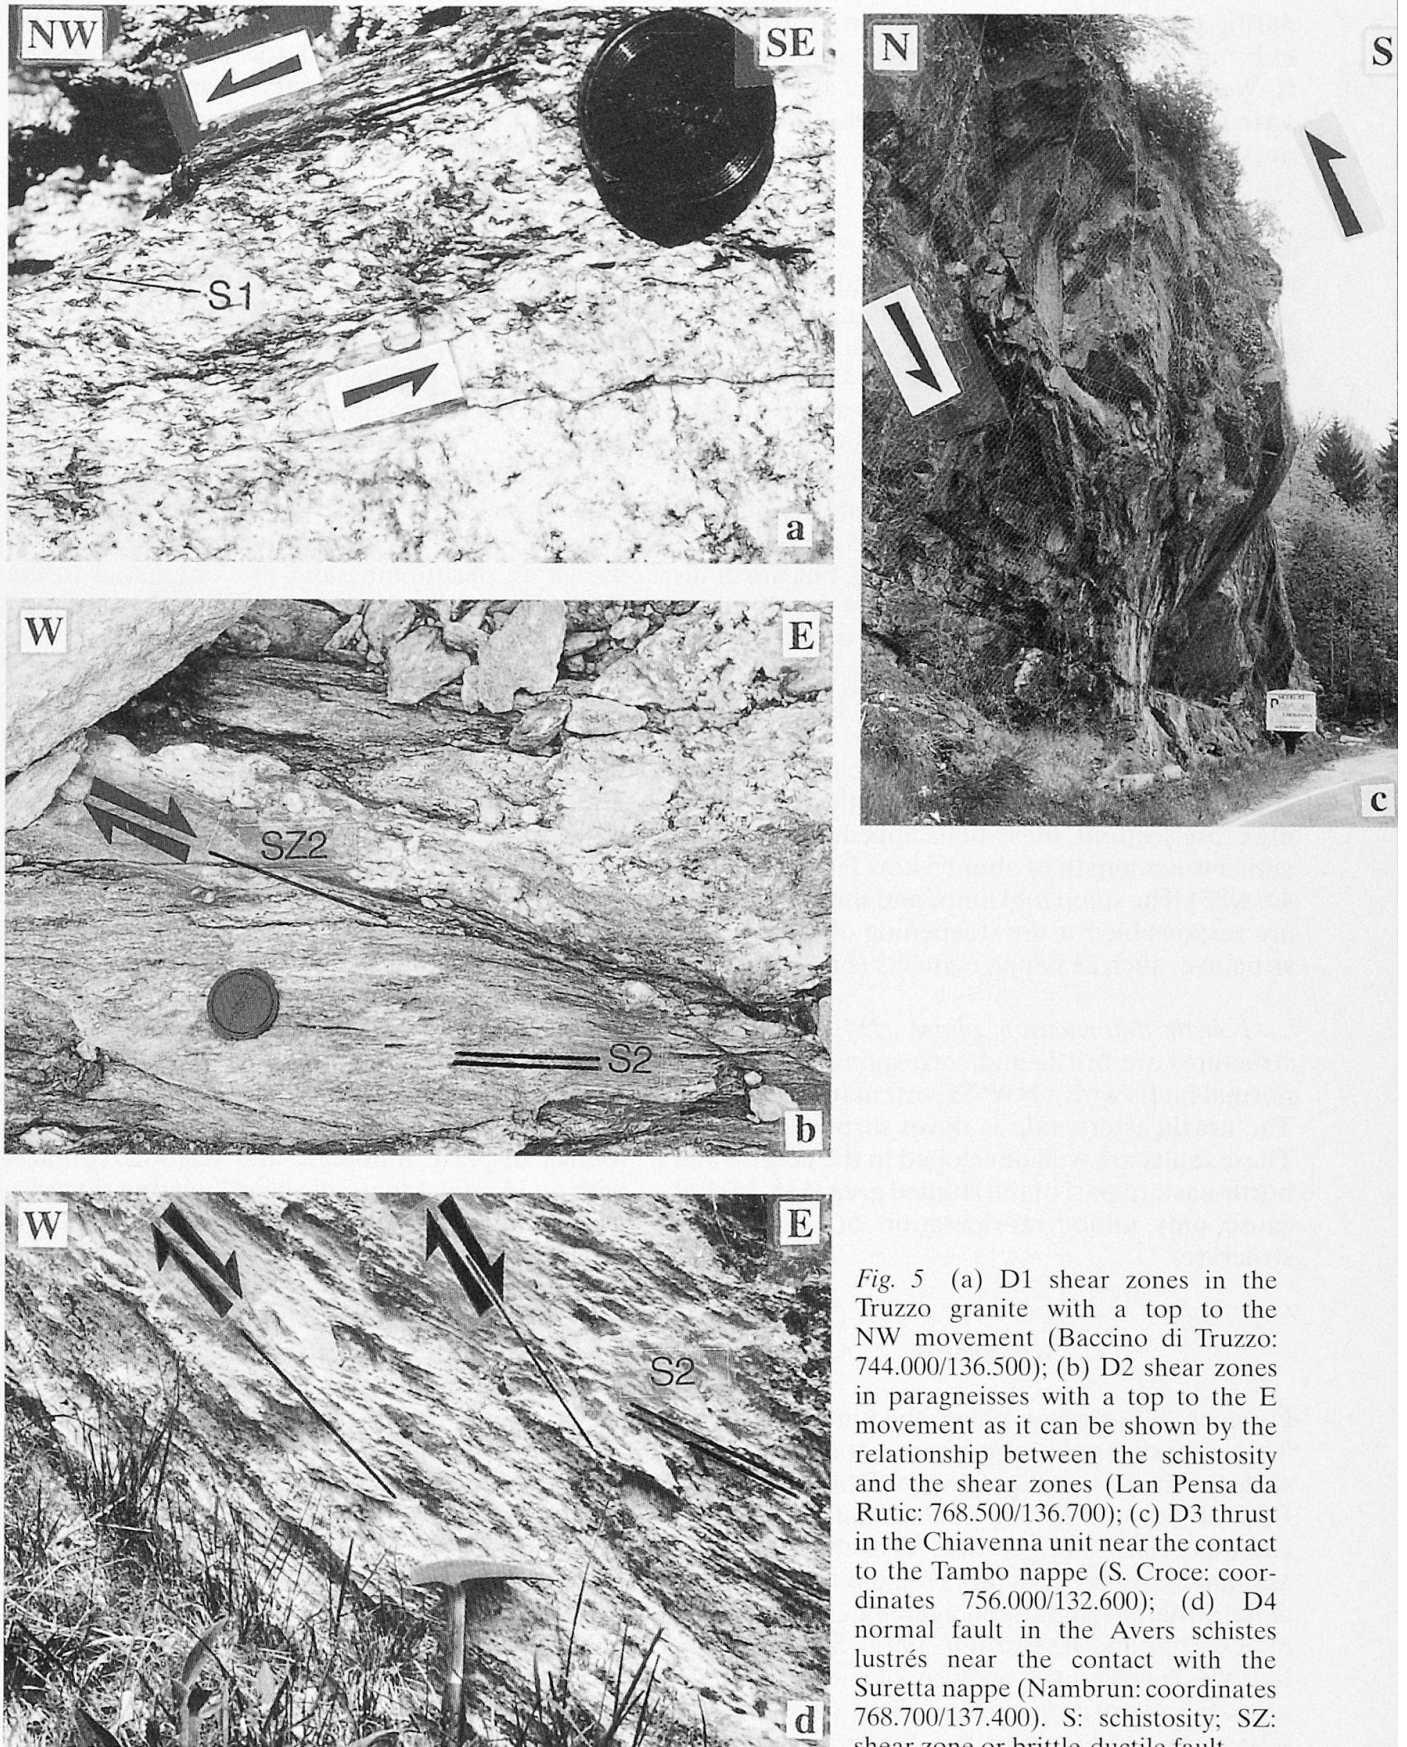 NW
SE
S1
a
N
S
c
W
E
SZ2
S2
b
W
E
S2
d
Fig. 5 (a) D1 shear zones in the
Truzzo granite with a top to the
NW movement (Baccino di Truzzo:
744.000/136.500); (b) D2 shear zones
in paragneisses with a top to the E
movement as it can be shown by the
relationship between the schistosity
and the shear zones (Lan Pensa da
Rutic: 768.500/136.700); (c) D3 thrust
in the Chiavenna unit near the contact
to the Tambo nappe (S. Croce: coor-
dinates 756.000/132.600); (d) D4
normal fault in the Avers schistes
lustrés near the contact with the
Suretta nappe (Nambrun: coordinates
768.700/137.400). S: schistosity; SZ:
shear zone or brittle-ductile fault